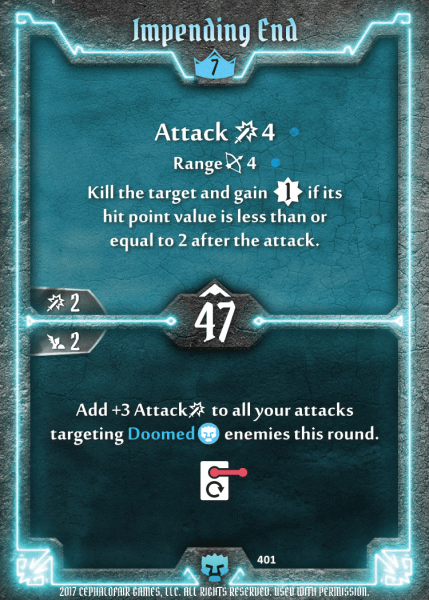 Impending End
7
Attack 4
Range 4
Kill the target and gain 1 if its
hit point value is less than or
equal to 2 after the attack.
2
47
2
Add +3 Attack to all your attacks
targeting Doomed enemies this round.
401
2017 CEPHALOFAIR GAMES, LLC. ALL RIGHTS RESERVED. USED WITH PERMISSION.